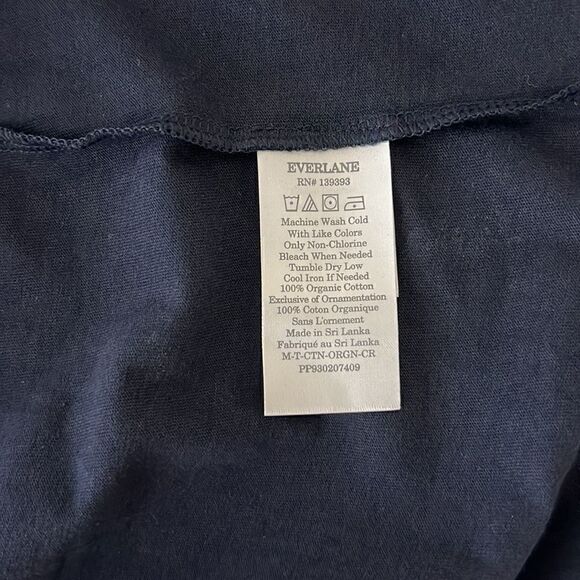 EVERLANE
RN# 139393
Machine Wash Cold
With Like Colors
Only Non-Chlorine
Bleach When Needed
Tumble Dry Low
Cool Iron If Needed
100% Organic Cotton
Exclusive of Ornamentation
100% Coton Organique
Sans L'ornement
Made in Sri Lanka
Fabriqué au Sri Lanka
M-T-CTN-ORGN-CR
PP930207409